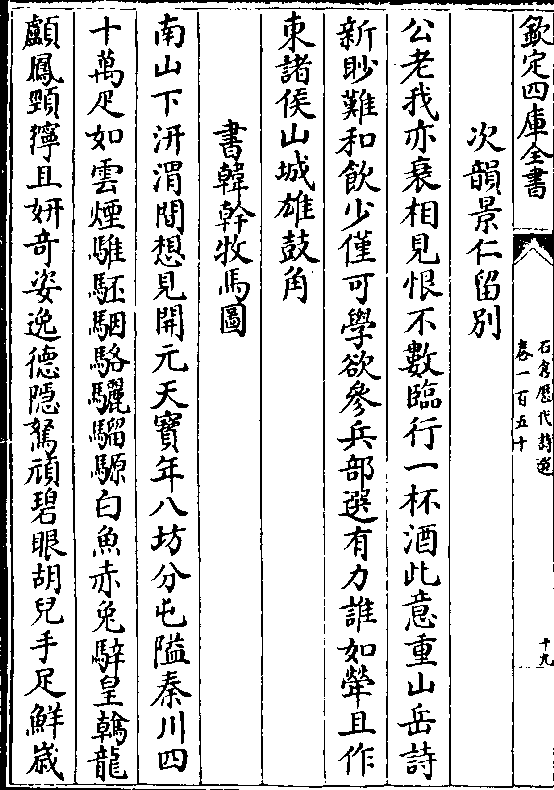 欽定四庫全書
石倉歷代詩選
卷一百五十
十九
次韻景仁留別
公老我亦衰相見恨不數臨行一杯酒此意重山岳詩
新眇難和飲少僅可學欲參兵部選有力誰如犖且作
東諸侯山城雄鼓角
書韓幹牧馬圖
南山下汧渭間想見開元天寶年八坊分屯隘秦川四
十萬疋如雲煙騅駓駰駱驪騮騵白魚赤兔騂皇鶾龍
顱鳳頸獰且妍奇姿逸德隱駑頑碧眼胡兒手足鮮歲